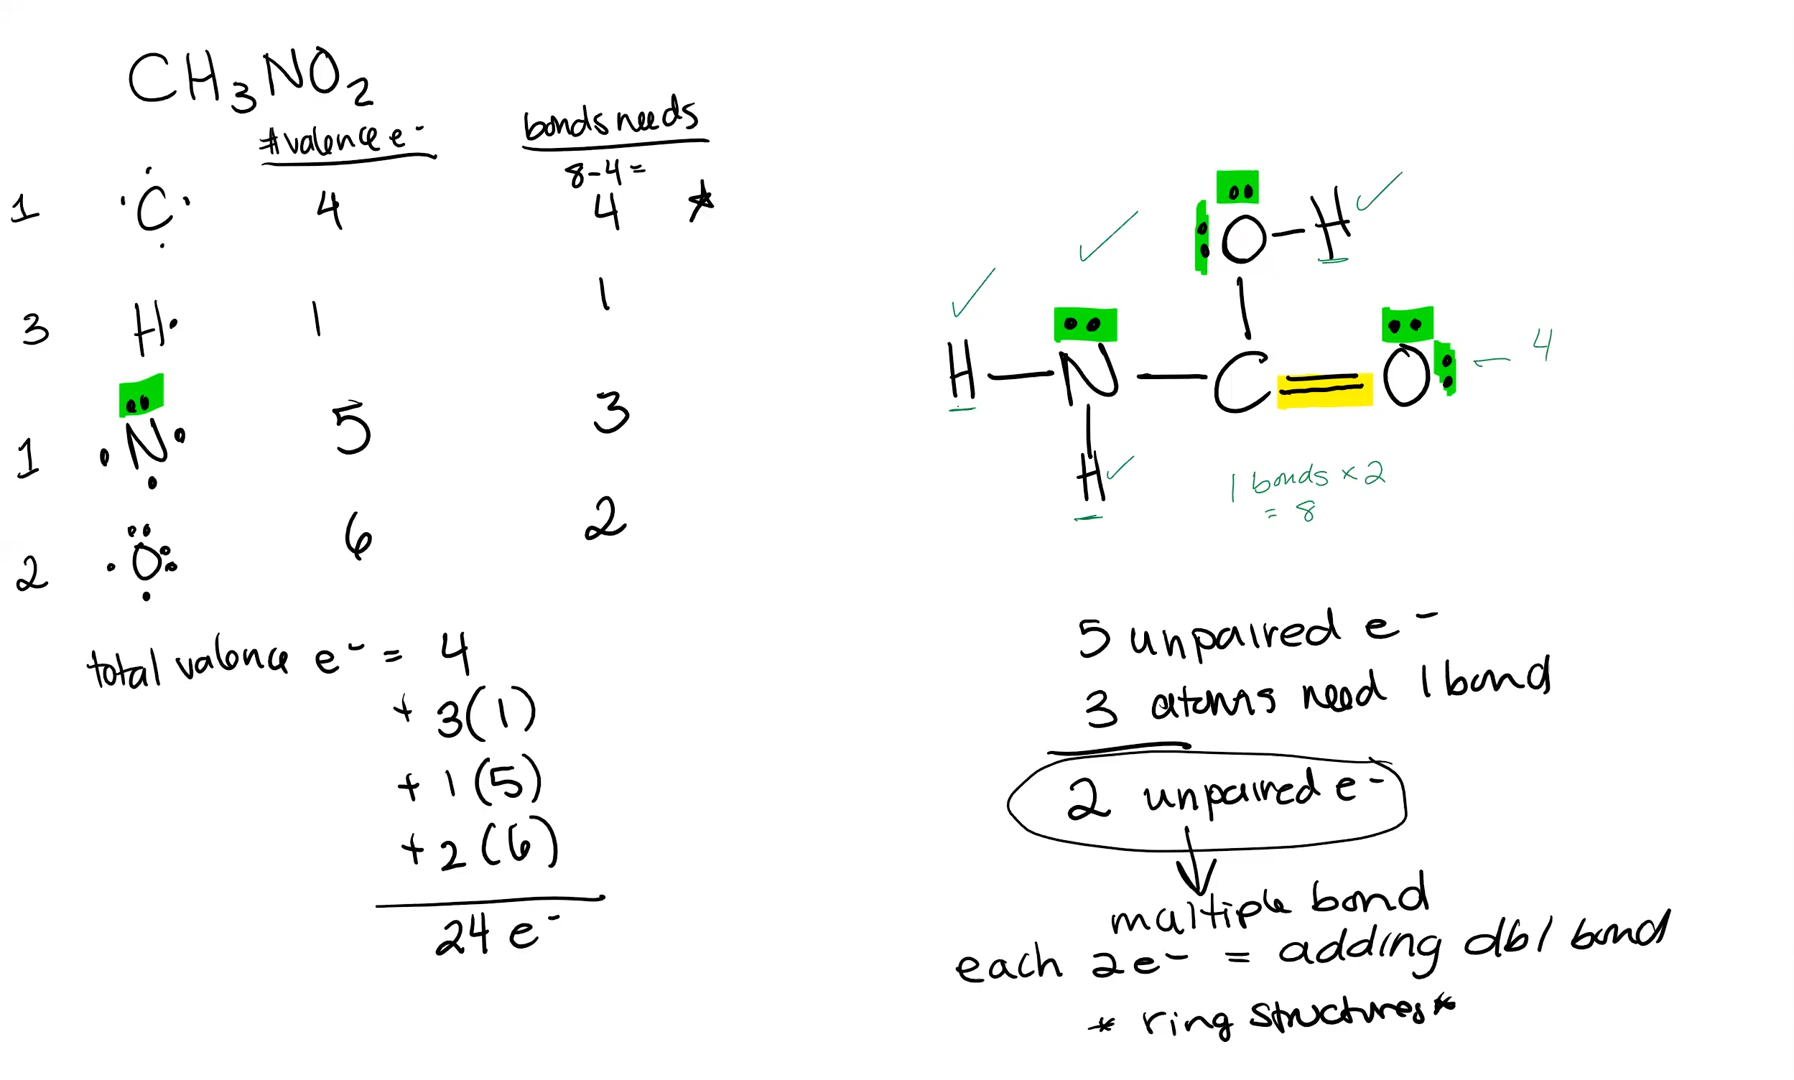 CH₃NO₂
#valence e⁻ bonds needs
8-4=
1 C 4 4 ★
3 H 1 1
1 N 5 3
2 O 6 2
total valence e⁻ = 4
+ 3(1)
+ 1(5)
+ 2(6)
24 e⁻
O-H
H-N-C=O - 4
H
1 bonds × 2
= 8
5 unpaired e⁻
3 atoms need 1 bond
2 unpaired e⁻
multiple bond
each 2e⁻ = adding dbl bond
* ring structures*